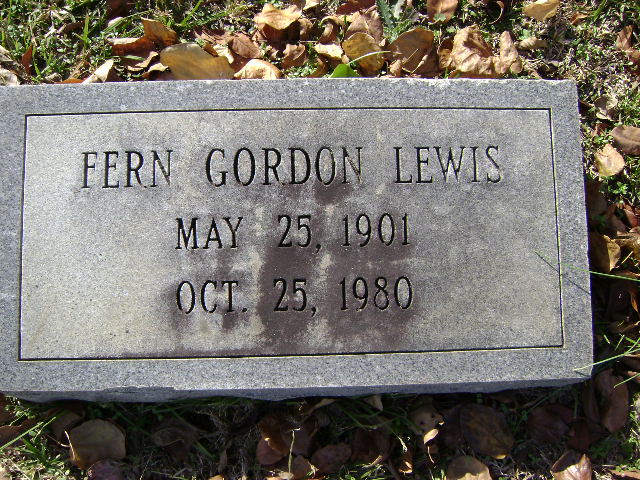 FERN GORDON LEWIS
MAY 25, 1901
OCT. 25, 1980